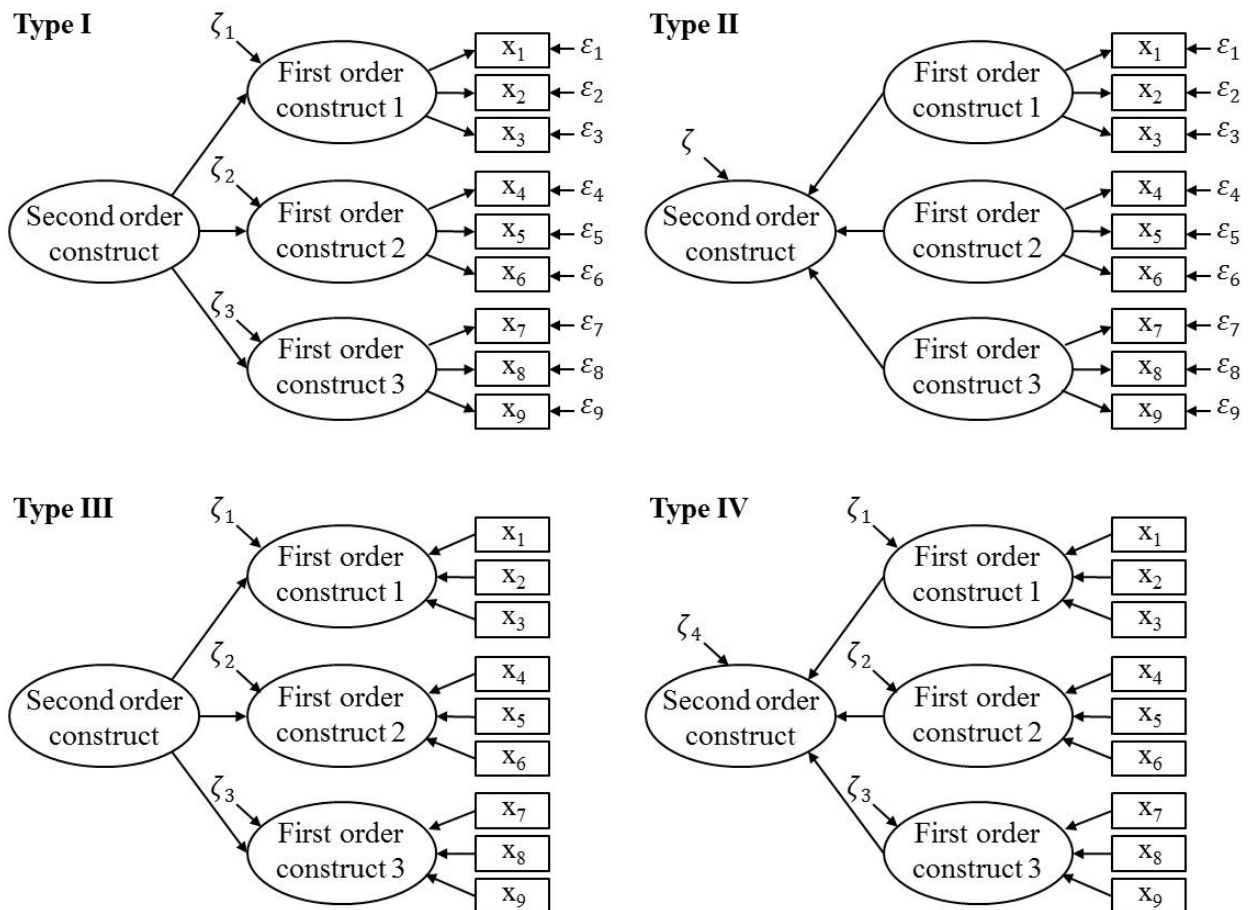 Type I
ζ₁
First order
construct 1
x₁
ε₁
x₂
ε₂
x₃
ε₃
Second order
construct
ζ₂
First order
construct 2
x₄
ε₄
x₅
ε₅
x₆
ε₆
ζ₃
First order
construct 3
x₇
ε₇
x₈
ε₈
x₉
ε₉
Type II
ζ
First order
construct 1
x₁
ε₁
x₂
ε₂
x₃
ε₃
Second order
construct
First order
construct 2
x₄
ε₄
x₅
ε₅
x₆
ε₆
First order
construct 3
x₇
ε₇
x₈
ε₈
x₉
ε₉
Type III
ζ₁
First order
construct 1
x₁
x₂
x₃
Second order
construct
ζ₂
First order
construct 2
x₄
x₅
x₆
ζ₃
First order
construct 3
x₇
x₈
x₉
Type IV
ζ₁
First order
construct 1
x₁
x₂
x₃
ζ₄
Second order
construct
ζ₂
First order
construct 2
x₄
x₅
x₆
ζ₃
First order
construct 3
x₇
x₈
x₉